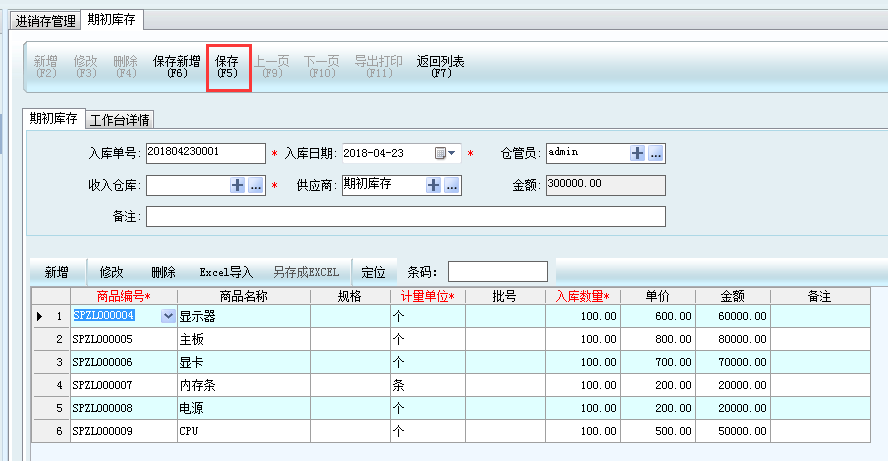 进销存管理 期初库存
新增 修改 删除 保存新增 保存 上一页 下一页 导出打印 返回列表
(F2) (F3) (F4) (F6) (F5) (F9) (F10) (F11) (F7)
期初库存 工作台详情
入库单号: 201804230001 * 入库日期: 2018-04-23 * 仓管员: admin
收入仓库: * 供应商: 期初库存 金额: 300000.00
备注:
新增 修改 删除 Excel导入 另存成EXCEL 定位 条码:
商品编号* 商品名称 规格 计量单位* 批号 入库数量* 单价 金额 备注
1 SPZL000004 显示器 个 100.00 600.00 60000.00
2 SPZL000005 主板 个 100.00 800.00 80000.00
3 SPZL000006 显卡 个 100.00 700.00 70000.00
4 SPZL000007 内存条 条 100.00 200.00 20000.00
5 SPZL000008 电源 个 100.00 200.00 20000.00
6 SPZL000009 CPU 个 100.00 500.00 50000.00